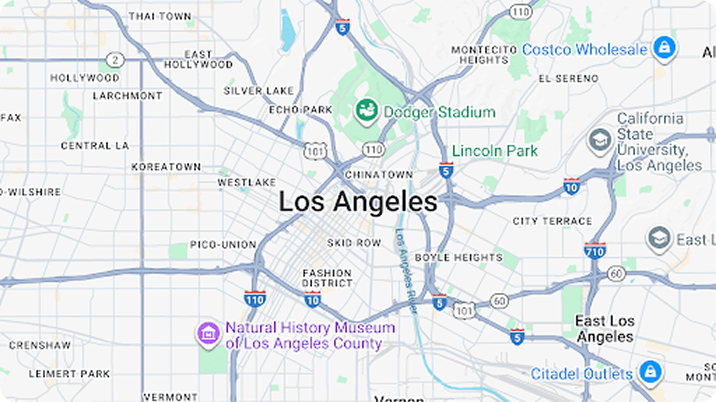 THAI TOWN
5
110
MONTECITO
HEIGHTS
Costco Wholesale
2
EAST
HOLLYWOOD
HOLLYWOOD
EL SERENO
LARCHMONT
SILVER LAKE
ECHO PARK
Dodger Stadium
FAX
California
State
University,
Los Angeles
CENTRAL LA
101
110
Lincoln Park
KOREATOWN
CHINATOWN
5
10
WESTLAKE
O-WILSHIRE
Los Angeles
CITY TERRACE
PICO-UNION
SKID ROW
Los Angeles River
BOYLE HEIGHTS
710
East L
60
FASHION
DISTRICT
110
10
5
101
60
5
Natural History Museum
of Los Angeles County
East Los
Angeles
CRENSHAW
LEIMERT PARK
Citadel Outlets
VERMONT
Vernon